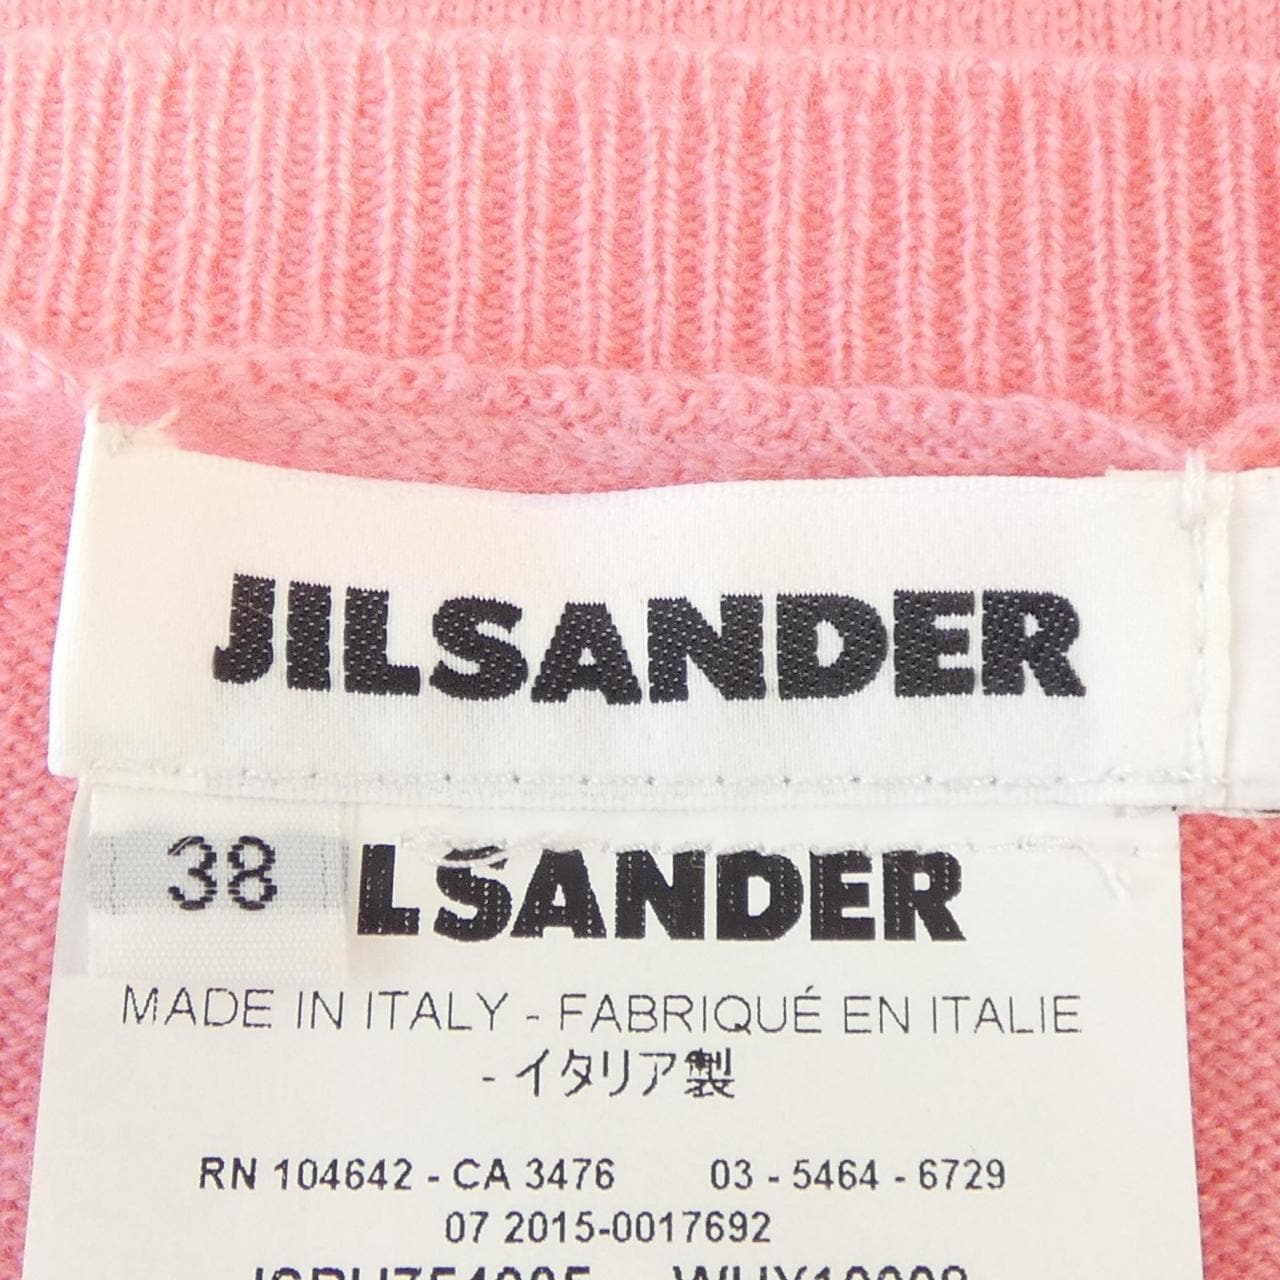 JILSANDER
38
LSANDER
MADE IN ITALY - FABRIQUÉ EN ITALIE
- イタリア製
RN 104642 - CA 3476 03 - 5464 - 6729
07 2015-0017692